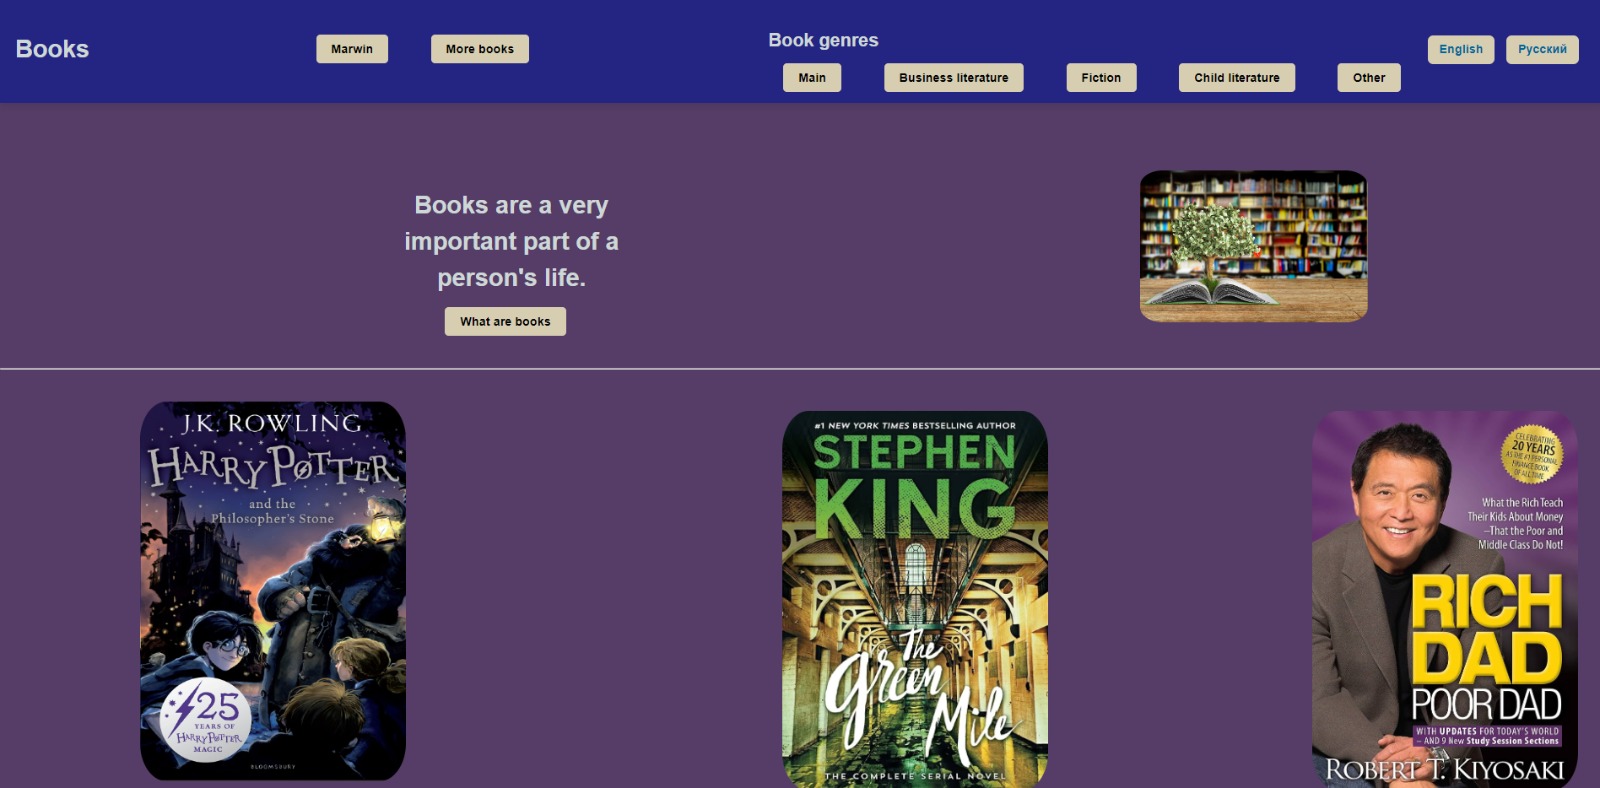 Books
Marwin
More books
Book genres
Main
Business literature
Fiction
Child literature
Other
English
Русский
Books are a very
important part of a
person's life.
What are books
J.K. ROWLING
HARRY POTTER
and the
Philosopher's Stone
25
YEARS OF
HARRY POTTER
MAGIC
BLOOMSBURY
#1 NEW YORK TIMES BESTSELLING AUTHOR
STEPHEN
KING
The
Green
Mile
THE COMPLETE SERIAL NOVEL
CELEBRATING
20 YEARS
AS THE #1 PERSONAL
FINANCE BOOK
OF ALL TIME
What the Rich Teach
Their Kids About Money
–That the Poor and
Middle Class Do Not!
RICH
DAD
POOR DAD
WITH UPDATES FOR TODAY'S WORLD
– AND 9 New Study Session Sections
ROBERT T. KIYOSAKI